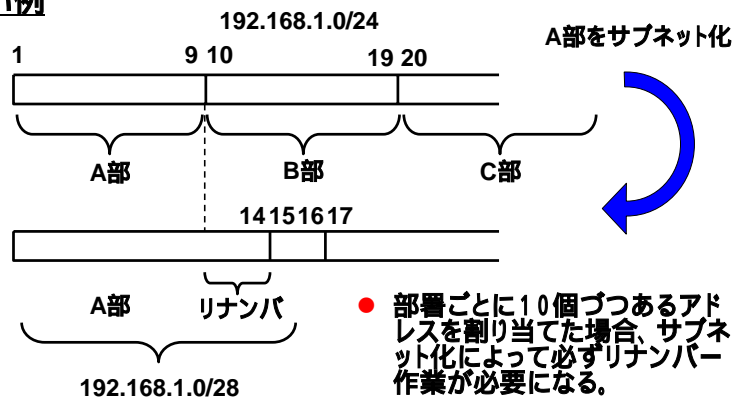 い例
192.168.1.0/24
A部をサブネット化
1 9 10 19 20
A部 B部 C部
14 15 16 17
A部 リナンバ
● 部署ごとに10個づつあるアド
レスを割り当てた場合、サブネ
ット化によって必ずリナンバー
作業が必要になる。
192.168.1.0/28